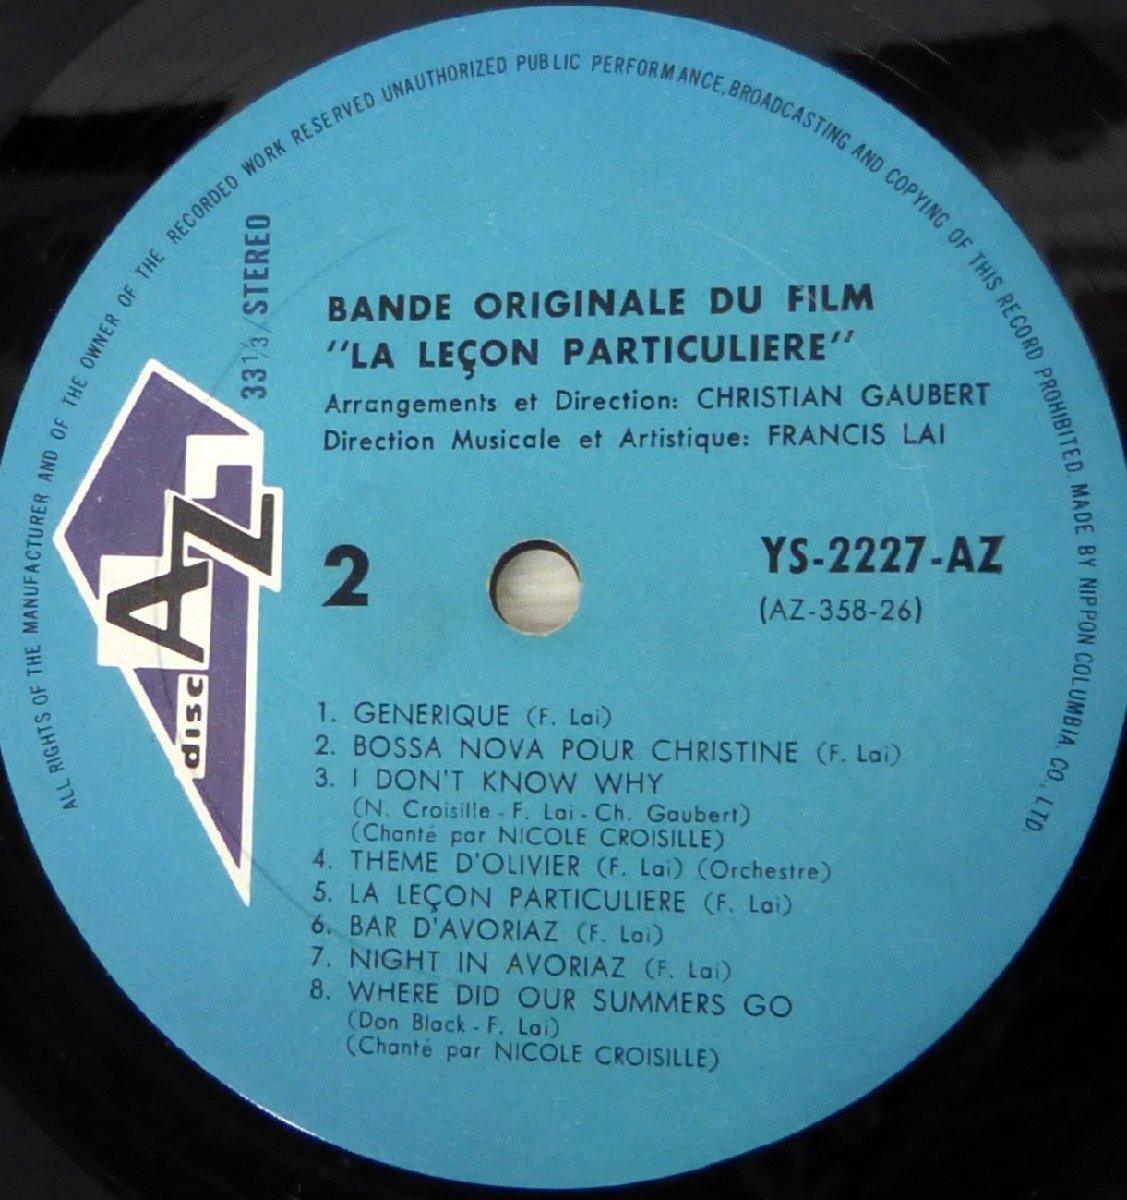 ALL RIGHTS OF THE MANUFACTURER AND OF THE OWNER OF THE RECORDED WORK RESERVED UNAUTHORIZED PUBLIC PERFORMANCE, BROADCASTING AND COPYING OF THIS RECORD PROHIBITED. MADE BY NIPPON COLUMBIA. CO., LTD.
33 1/3 / STEREO
BANDE ORIGINALE DU FILM
"LA LEÇON PARTICULIERE"
Arrangements et Direction: CHRISTIAN GAUBERT
Direction Musicale et Artistique: FRANCIS LAI
disc AZ
2
YS-2227-AZ
(AZ-358-26)
1. GENERIQUE (F. Lai)
2. BOSSA NOVA POUR CHRISTINE (F. Lai)
3. I DON'T KNOW WHY
(N. Croisille - F. Lai - Ch. Gaubert)
(Chanté par NICOLE CROISILLE)
4. THEME D'OLIVIER (F. Lai) (Orchestre)
5. LA LEÇON PARTICULIERE (F. Lai)
6. BAR D'AVORIAZ (F. Lai)
7. NIGHT IN AVORIAZ (F. Lai)
8. WHERE DID OUR SUMMERS GO
(Don Black - F. Lai)
(Chanté par NICOLE CROISILLE)